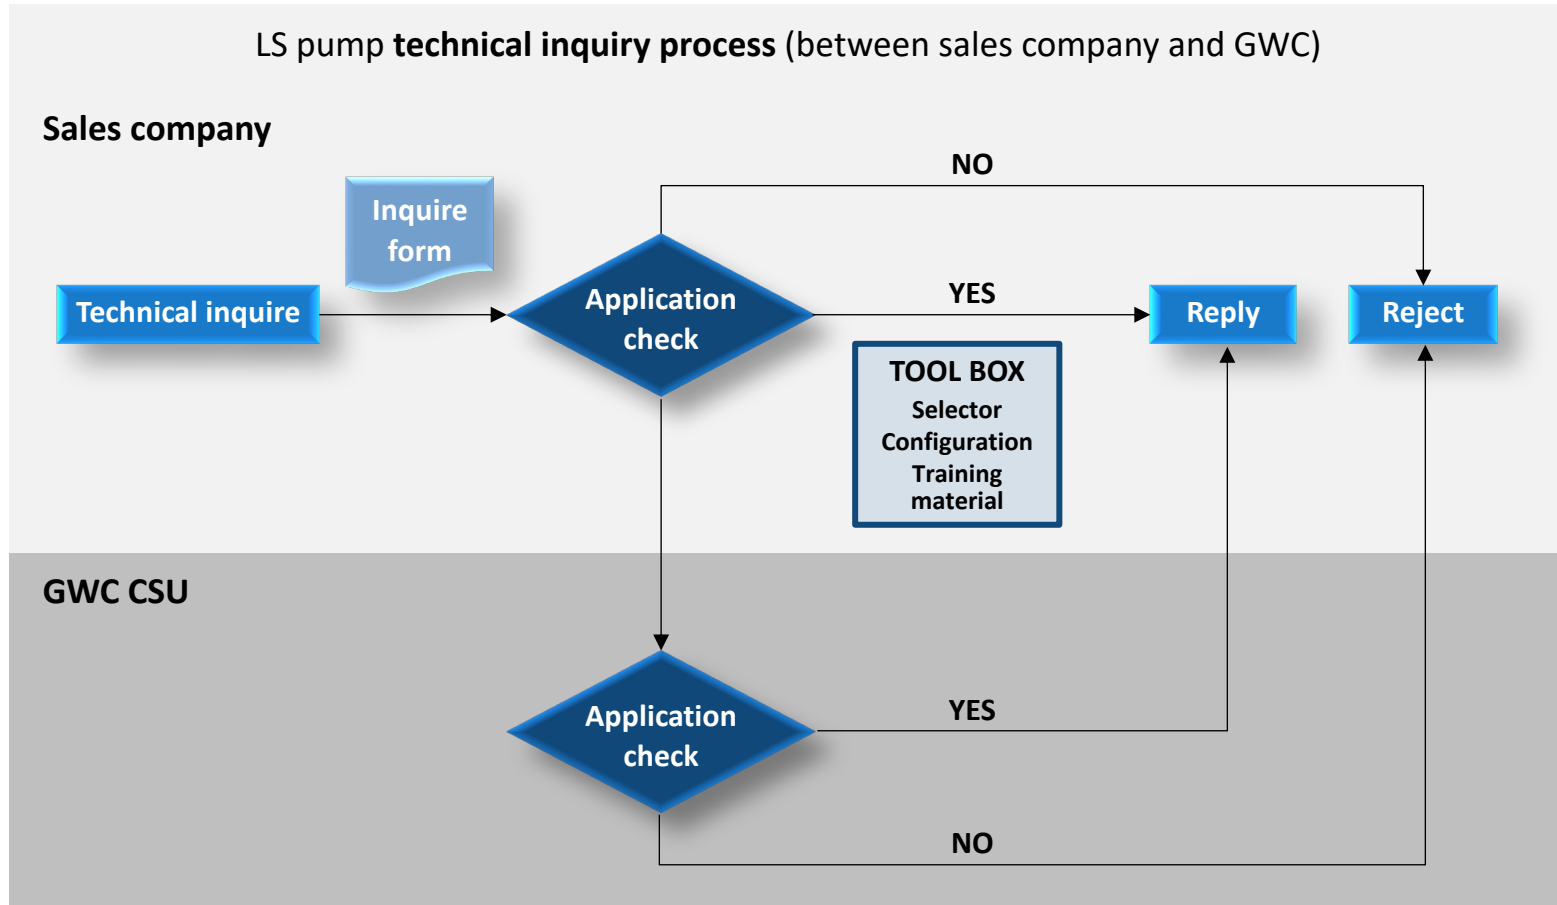 LS pump technical inquiry process (between sales company and GWC)
Sales company
NO
Inquire
form
Technical inquire
Application
check
YES
Reply
Reject
TOOL BOX
Selector
Configuration
Training
material
GWC CSU
Application
check
YES
NO